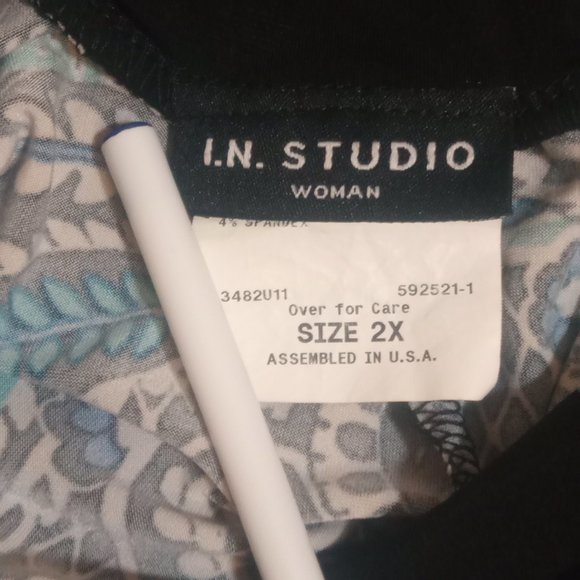 I.N. STUDIO
WOMAN
4% SPANDEX
3482U11 592521-1
Over for Care
SIZE 2X
ASSEMBLED IN U.S.A.